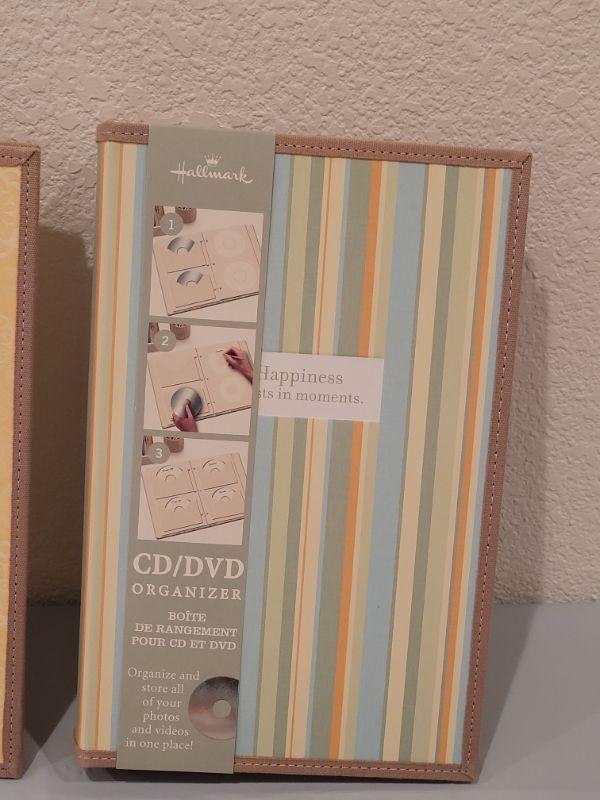 Hallmark
1
2
3
Happiness
in moments.
CD/DVD
ORGANIZER
BOÎTE
DE RANGEMENT
POUR CD ET DVD
Organize and
store all
of your
photos
and videos
in one place!